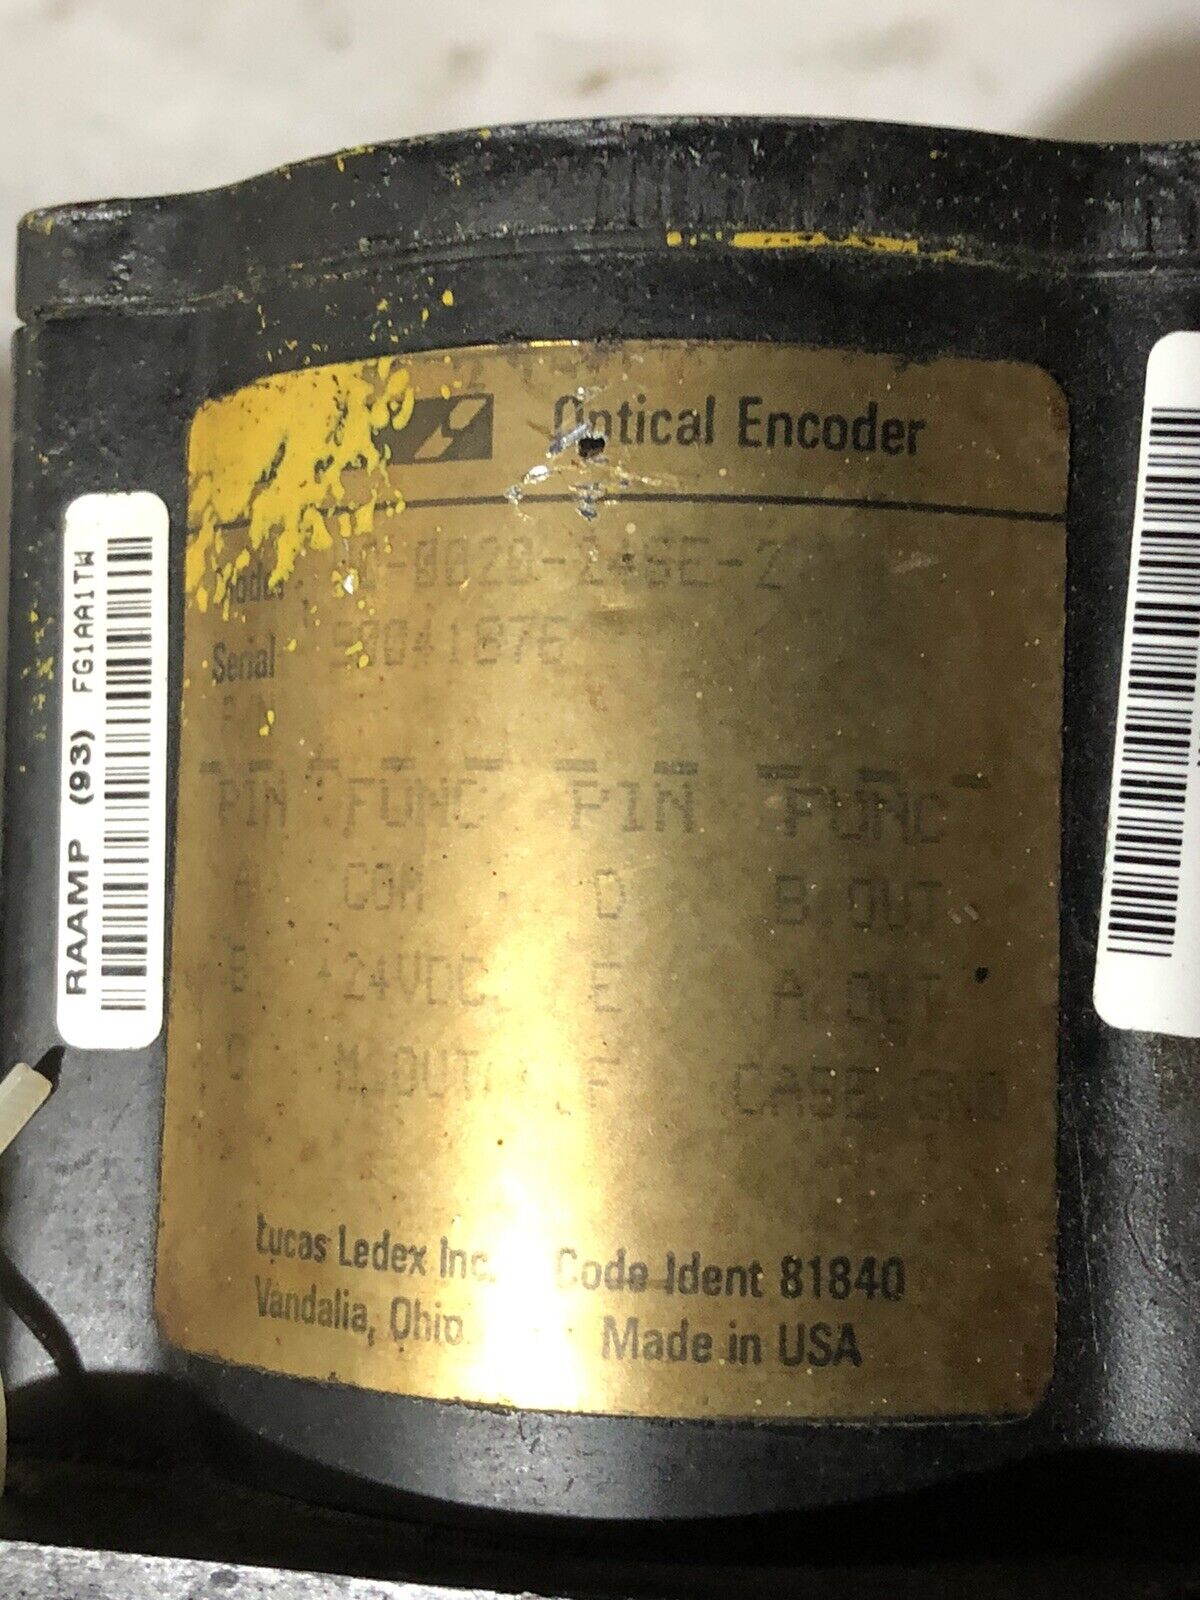 Optical Encoder
Model
Serial
PIN FUNC PIN FUNC
A COM D B OUT
B +24VDC E A OUT
C M OUT F CASE GND
Lucas Ledex Inc. Code Ident 81840
Vandalia, Ohio Made in USA
RAAMP (93) FG1AA1TW